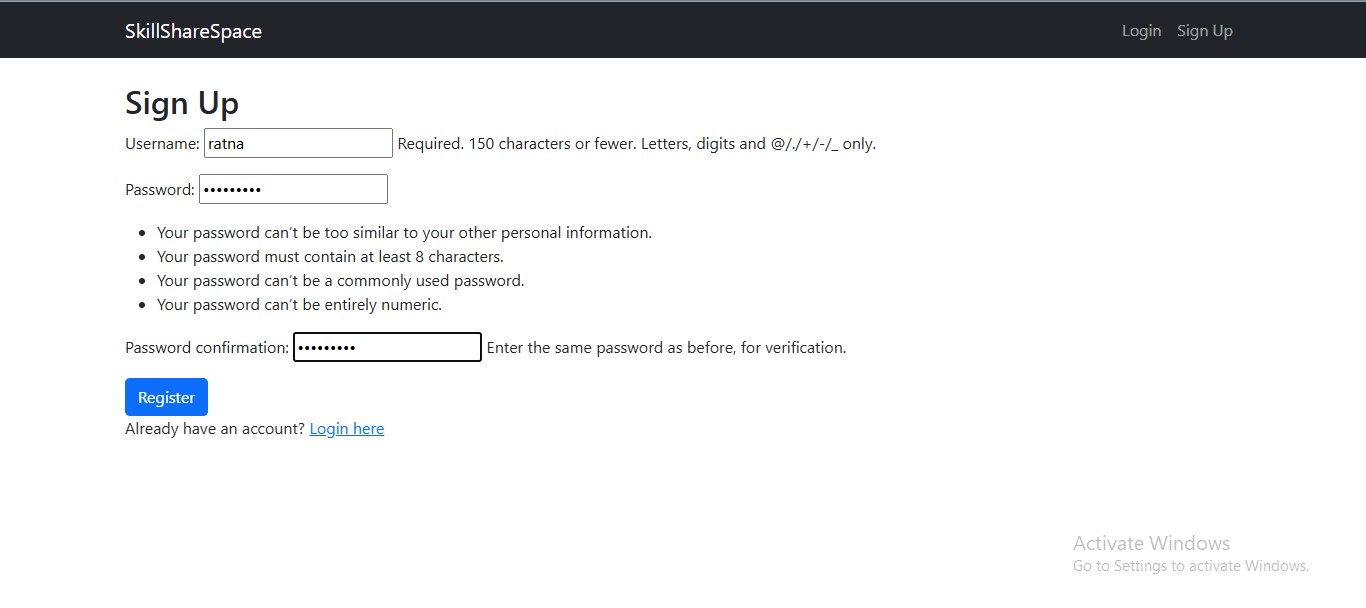 SkillShareSpace Login Sign Up
Sign Up
Username: ratna Required. 150 characters or fewer. Letters, digits and @/./+/-/_ only.
Password: •••••••••
• Your password can't be too similar to your other personal information.
• Your password must contain at least 8 characters.
• Your password can't be a commonly used password.
• Your password can't be entirely numeric.
Password confirmation: ••••••••• Enter the same password as before, for verification.
Register
Already have an account? Login here
Activate Windows
Go to Settings to activate Windows.